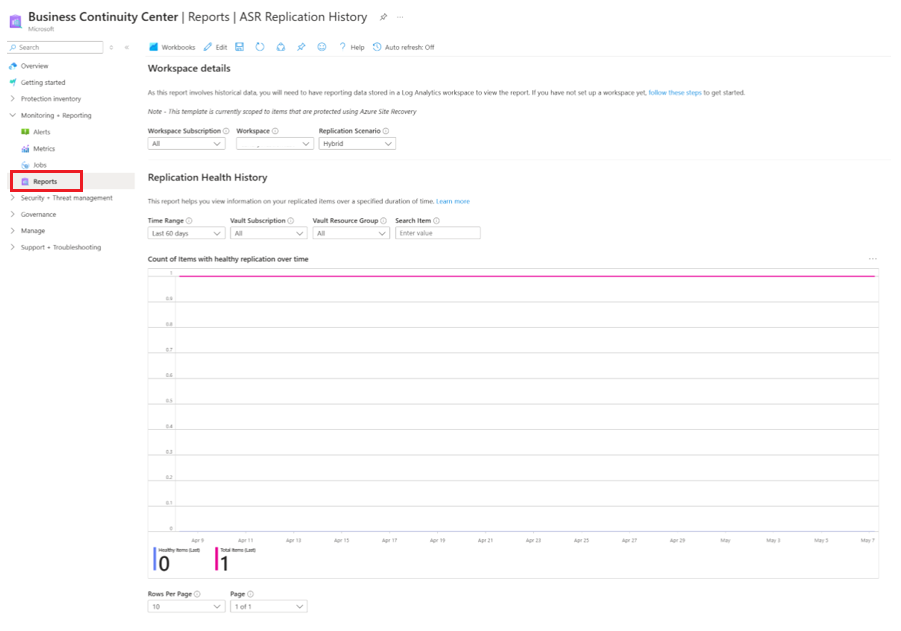 Business Continuity Center | Reports | ASR Replication History
Microsoft
Search
Workbooks Edit Help Auto refresh: Off
Overview
Getting started
Protection inventory
Monitoring + Reporting
Alerts
Metrics
Jobs
Reports
Security + Threat management
Governance
Manage
Support + Troubleshooting
Workspace details
As this report involves historical data, you will need to have reporting data stored in a Log Analytics workspace to view the report. If you have not set up a workspace yet, follow these steps to get started.
Note - This template is currently scoped to items that are protected using Azure Site Recovery
Workspace Subscription Workspace Replication Scenario
All Hybrid
Replication Health History
This report helps you view information on your replicated items over a specified duration of time. Learn more
Time Range Vault Subscription Vault Resource Group Search Item
Last 60 days All All Enter value
Count of items with healthy replication over time
1
0.9
0.8
0.7
0.6
0.5
0.4
0.3
0.2
0.1
0
Apr 9 Apr 11 Apr 13 Apr 15 Apr 17 Apr 19 Apr 21 Apr 23 Apr 25 Apr 27 Apr 29 May May 3 May 5 May 7
Healthy Items (Last) Total Items (Last)
0 1
Rows Per Page Page
10 1 of 1